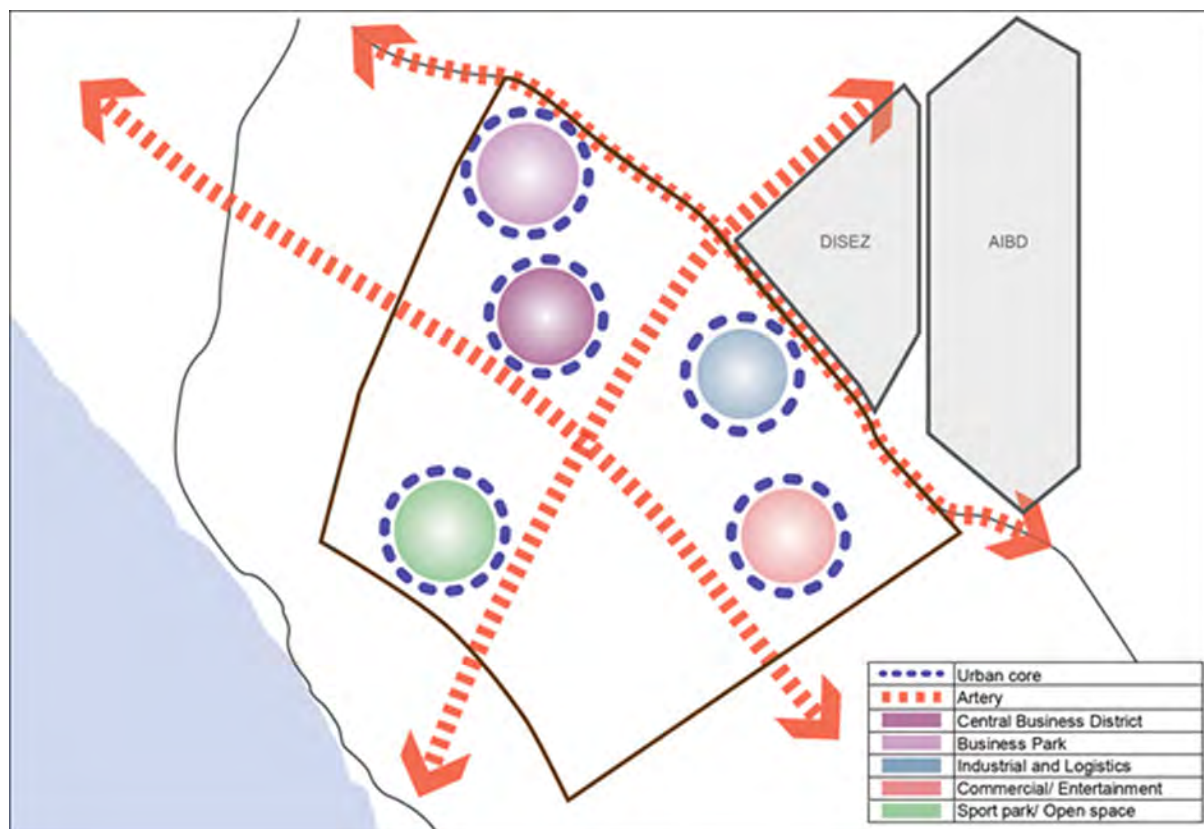 DISEZ
AIBD
Urban core
Artery
Central Business District
Business Park
Industrial and Logistics
Commercial/ Entertainment
Sport park/ Open space